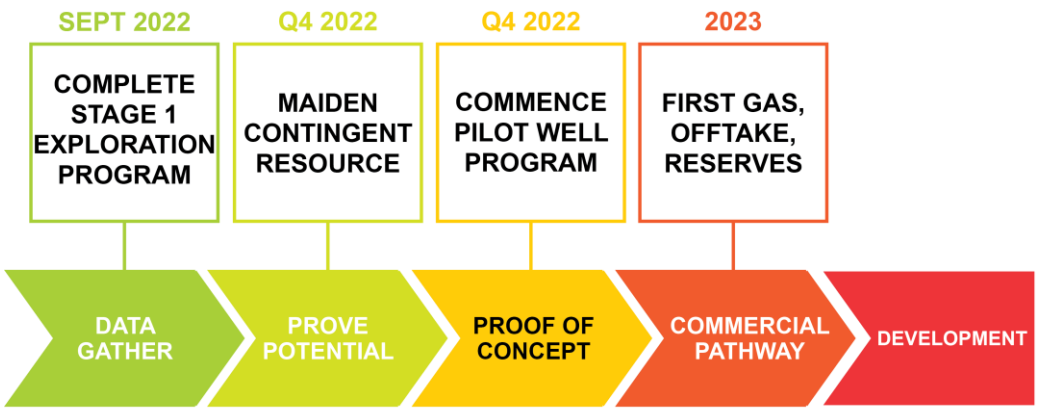 SEPT 2022
COMPLETE
STAGE 1
EXPLORATION
PROGRAM
Q4 2022
MAIDEN
CONTINGENT
RESOURCE
Q4 2022
COMMENCE
PILOT WELL
PROGRAM
2023
FIRST GAS,
OFFTAKE,
RESERVES
DATA
GATHER
PROVE
POTENTIAL
PROOF OF
CONCEPT
COMMERCIAL
PATHWAY
DEVELOPMENT